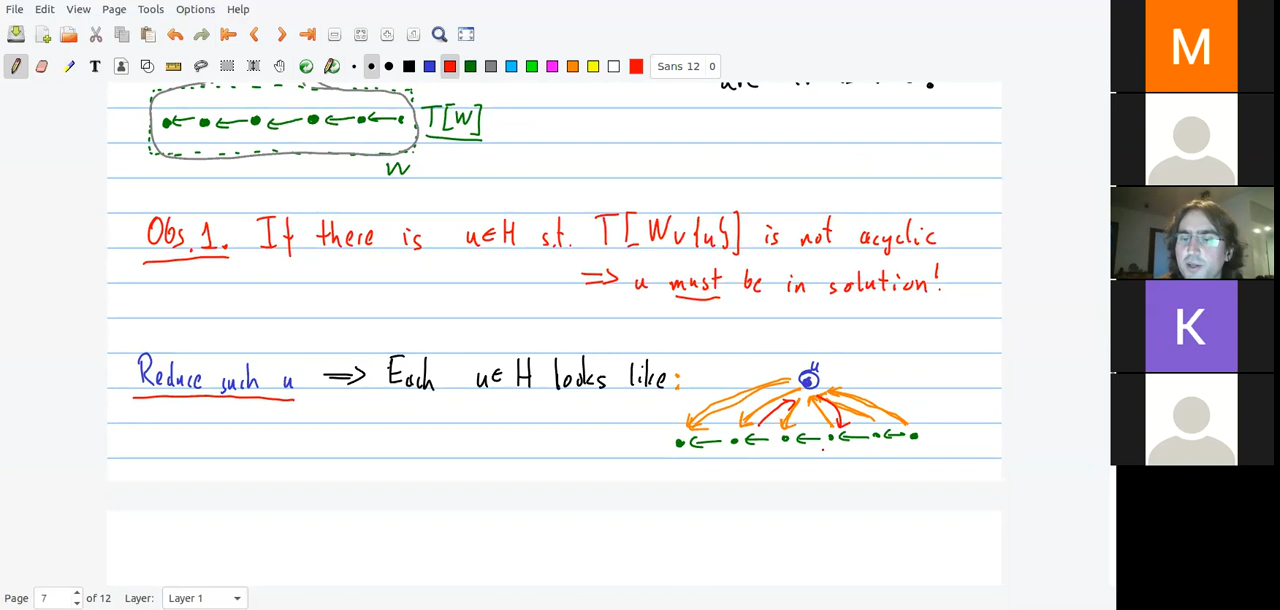 File Edit View Page Tools Options Help
Sans 12 0
T[W]
W
Obs.1. If there is u∈H s.t. T[W∪{u}] is not acyclic
=> u must be in solution!
Reduce such u => Each u∈H looks like:
u
Page 7 of 12 Layer: Layer 1
M
K